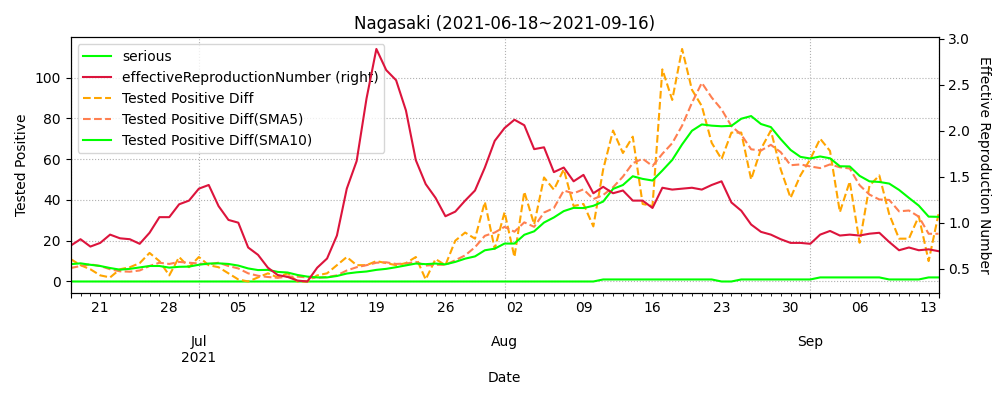 Nagasaki (2021-06-18~2021-09-16)
serious
effectiveReproductionNumber (right)
Tested Positive Diff
Tested Positive Diff(SMA5)
Tested Positive Diff(SMA10)
Tested Positive
0
20
40
60
80
100
Effective Reproduction Number
0.5
1.0
1.5
2.0
2.5
3.0
21 28 05 12 19 26 02 09 16 23 30 06 13
Jul Aug Sep
2021
Date